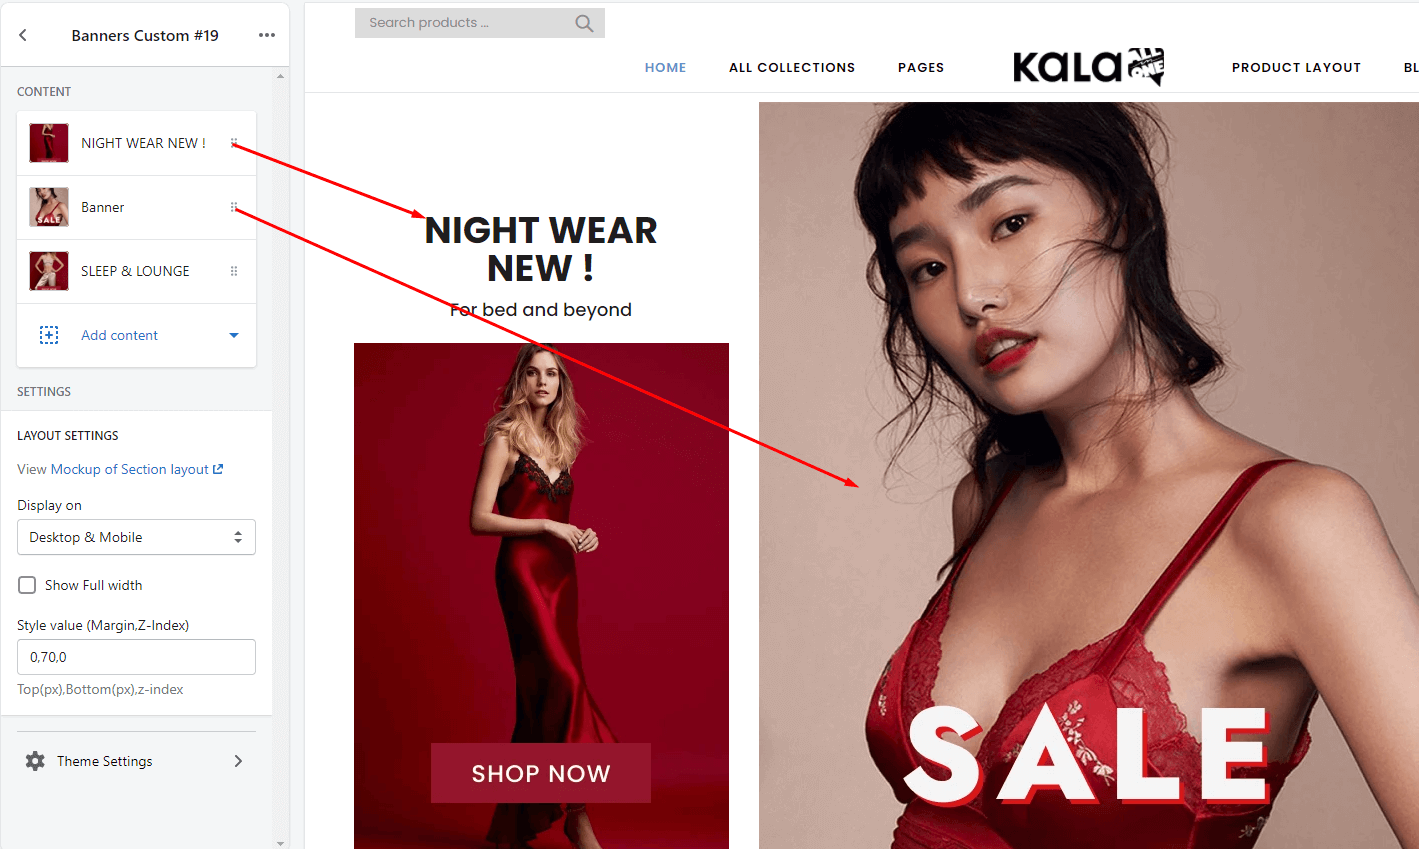 Banners Custom #19
CONTENT
NIGHT WEAR NEW !
Banner
SLEEP & LOUNGE
Add content
SETTINGS
LAYOUT SETTINGS
View Mockup of Section layout
Display on
Desktop & Mobile
Show Full width
Style value (Margin,Z-Index)
0,70,0
Top(px),Bottom(px),z-index
Theme Settings
Search products ...
HOME
ALL COLLECTIONS
PAGES
KALA ALL IN ONE
PRODUCT LAYOUT
BL
NIGHT WEAR
NEW !
For bed and beyond
SHOP NOW
SALE
SALE